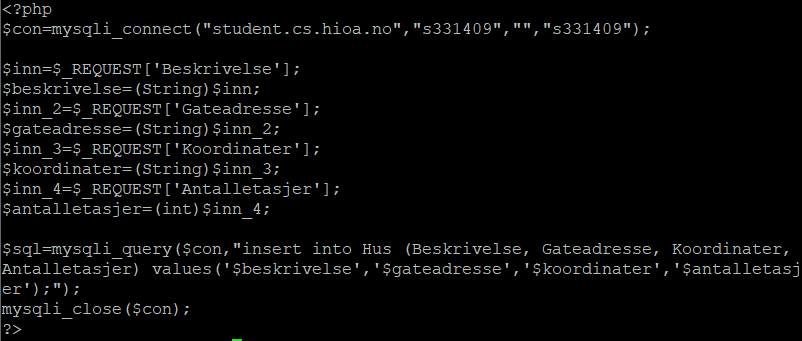 <?php
$con=mysqli_connect("student.cs.hioa.no","s331409","","s331409");
$inn=$_REQUEST['Beskrivelse'];
$beskrivelse=(String)$inn;
$inn_2=$_REQUEST['Gateadresse'];
$gateadresse=(String)$inn_2;
$inn_3=$_REQUEST['Koordinater'];
$koordinater=(String)$inn_3;
$inn_4=$_REQUEST['Antalletasjer'];
$antalletasjer=(int)$inn_4;
$sql=mysqli_query($con,"insert into Hus (Beskrivelse, Gateadresse, Koordinater,
Antalletasjer) values('$beskrivelse','$gateadresse','$koordinater','$antalletasj
er');");
mysqli_close($con);
?>